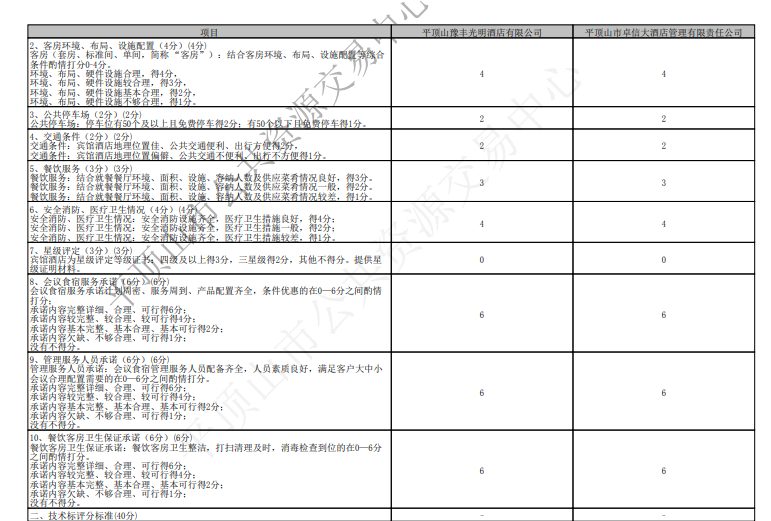 项目 平顶山豫丰光明酒店有限公司 平顶山市卓信大酒店管理有限责任公司
2、客房环境、布局、设施配置（4分）(4分)
客房（套房、标准间、单间，简称“客房”）：结合客房环境、布局、设施配置等综合
条件酌情打分0-4分。
环境、布局、硬件设施合理，得4分，
环境、布局、硬件设施较合理，得3分，
环境、布局、硬件设施基本合理，得2分，
环境、布局、硬件设施不够合理，得1分。
4 4
3、公共停车场（2分）(2分)
公共停车场：停车位有50个及以上且免费停车得2分；有50个以下且免费停车得1分。
2 2
4、交通条件（2分）(2分)
交通条件：宾馆酒店地理位置佳、公共交通便利、出行方便得2分，
交通条件：宾馆酒店地理位置偏僻、公共交通不便利、出行不方便得1分。
2 2
5、餐饮服务（3分）(3分)
餐饮服务：结合就餐餐厅环境、面积、设施、容纳人数及供应菜肴情况良好，得3分。
餐饮服务：结合就餐餐厅环境、面积、设施、容纳人数及供应菜肴情况一般，得2分。
餐饮服务：结合就餐餐厅环境、面积、设施、容纳人数及供应菜肴情况较差，得1分。
3 3
6、安全消防、医疗卫生情况（4分）(4分)
安全消防、医疗卫生情况：安全消防设施齐全，医疗卫生措施良好，得4分；
安全消防、医疗卫生情况：安全消防设施齐全，医疗卫生措施一般，得2分；
安全消防、医疗卫生情况：安全消防设施齐全，医疗卫生措施较差，得1分。
4 4
7、星级评定（3分）(3分)
宾馆酒店为星级评定等级证书：四级及以上得3分，三星级得2分，其他不得分。提供星
级证明材料。
0 0
8、会议食宿服务承诺（6分）(6分)
会议食宿服务承诺计划周密、服务周到、产品配置齐全，条件优惠的在0—6分之间酌情
打分；
承诺内容完整详细、合理、可行得6分；
承诺内容较完整、较合理、较可行得4分；
承诺内容基本完整、基本合理、基本可行得2分；
承诺内容欠缺、不够合理、可行得1分；
没有不得分。
6 6
9、管理服务人员承诺（6分）(6分)
管理服务人员承诺：会议食宿管理服务人员配备齐全，人员素质良好，满足客户大中小
会议合理配置需要的在0—6分之间酌情打分。
承诺内容完整详细、合理、可行得6分；
承诺内容较完整、较合理、较可行得4分；
承诺内容基本完整、基本合理、基本可行得2分；
承诺内容欠缺、不够合理、可行得1分；
没有不得分。
6 6
10、餐饮客房卫生保证承诺（6分）(6分)
餐饮客房卫生保证承诺：餐饮客房卫生整洁，打扫清理及时，消毒检查到位的在0—6分
之间酌情打分。
承诺内容完整详细、合理、可行得6分；
承诺内容较完整、较合理、较可行得4分；
承诺内容基本完整、基本合理、基本可行得2分；
承诺内容欠缺、不够合理、可行得1分；
没有不得分。
6 6
二、技术标评分标准(40分) - -
平顶山市公共资源交易中心
平顶山市公共资源交易中心